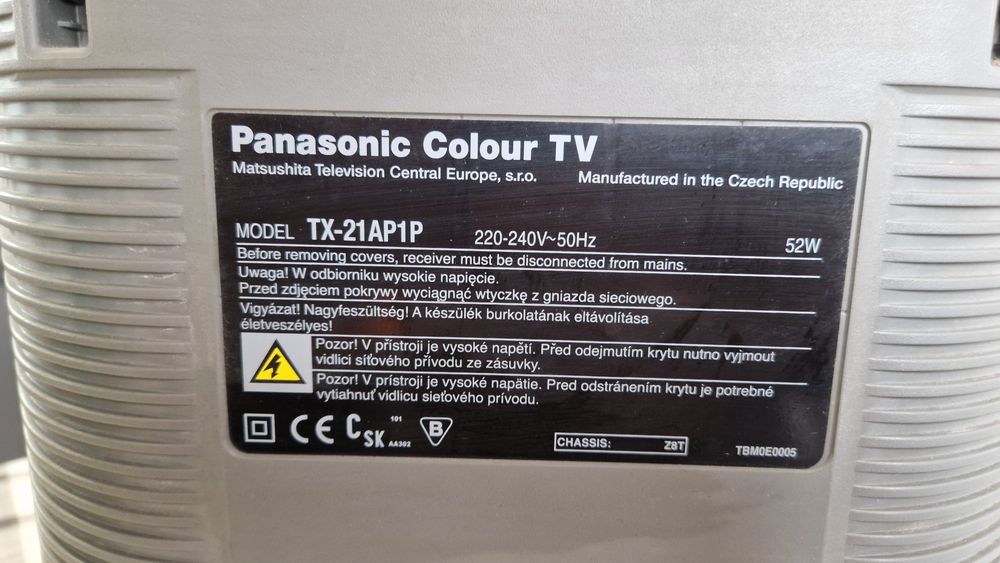 Panasonic Colour TV
Matsushita Television Central Europe, s.r.o. Manufactured in the Czech Republic
MODEL TX-21AP1P 220-240V~50Hz 52W
Before removing covers, receiver must be disconnected from mains.
Uwaga! W odbiorniku wysokie napięcie.
Przed zdjęciem pokrywy wyciągnąć wtyczkę z gniazda sieciowego.
Vigyázat! Nagyfeszültség! A készülék burkolatának eltávolítása
életveszélyes!
Pozor! V přístroji je vysoké napětí. Před odejmutím krytu nutno vyjmout
vidlici síťového přívodu ze zásuvky.
Pozor! V prístroji je vysoké napätie. Pred odstránením krytu je potrebné
vytiahnuť vidlicu sieťového prívodu.
CE CSK 101 AA302 B
CHASSIS: Z8T
TBM0E0005